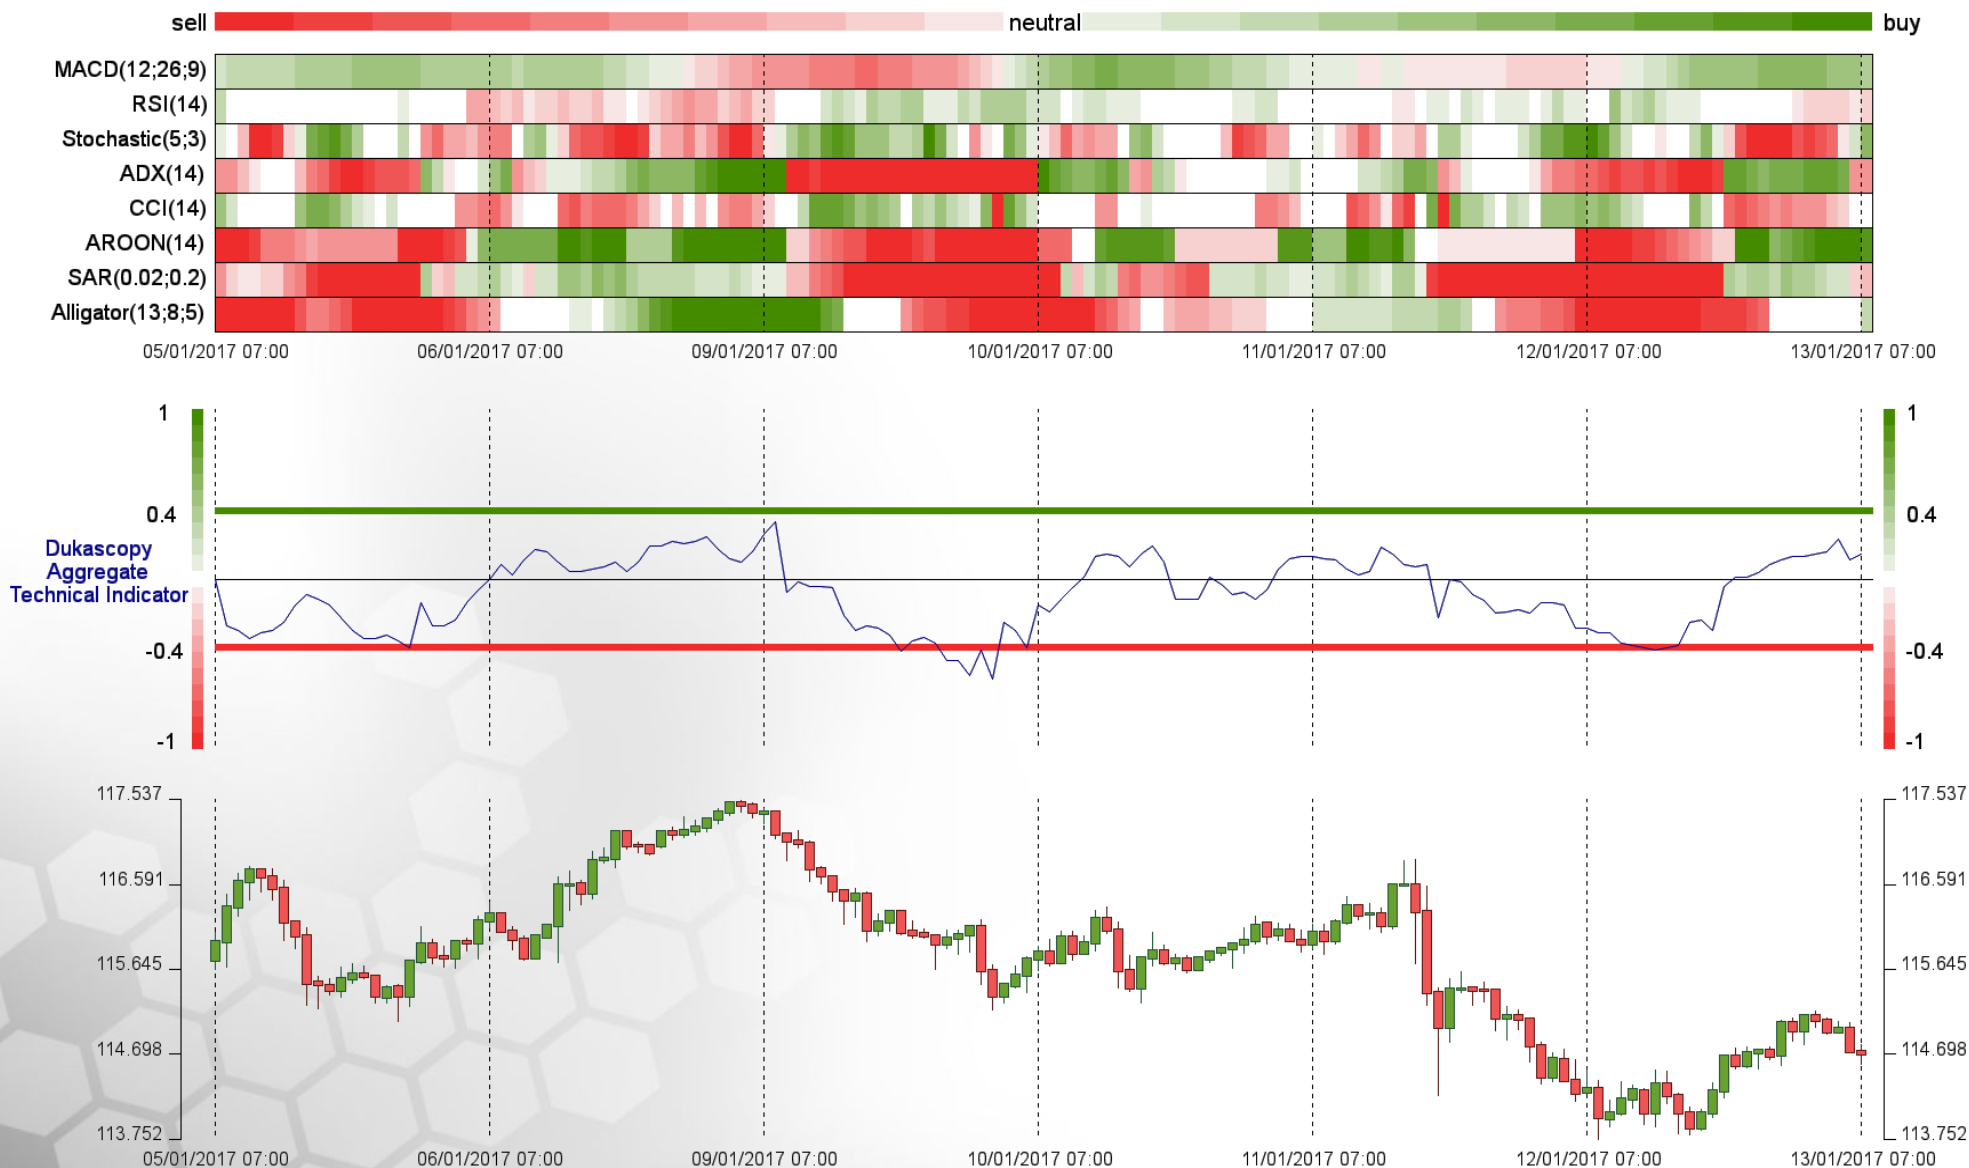 sell neutral buy
MACD(12;26;9)
RSI(14)
Stochastic(5;3)
ADX(14)
CCI(14)
AROON(14)
SAR(0.02;0.2)
Alligator(13;8;5)
05/01/2017 07:00 06/01/2017 07:00 09/01/2017 07:00 10/01/2017 07:00 11/01/2017 07:00 12/01/2017 07:00 13/01/2017 07:00
1 1
0.4 0.4
Dukascopy
Aggregate
Technical Indicator
-0.4 -0.4
-1 -1
117.537 117.537
116.591 116.591
115.645 115.645
114.698 114.698
113.752 113.752
05/01/2017 07:00 06/01/2017 07:00 09/01/2017 07:00 10/01/2017 07:00 11/01/2017 07:00 12/01/2017 07:00 13/01/2017 07:00